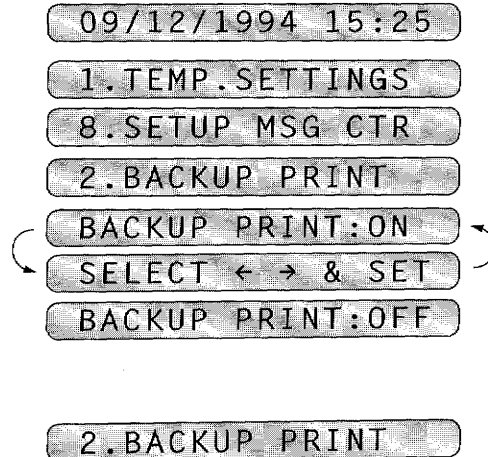 09/12/1994 15:25
1.TEMP.SETTINGS
8.SETUP MSG CTR
2.BACKUP PRINT
BACKUP PRINT:ON
SELECT ← → & SET
BACKUP PRINT:OFF
2.BACKUP PRINT